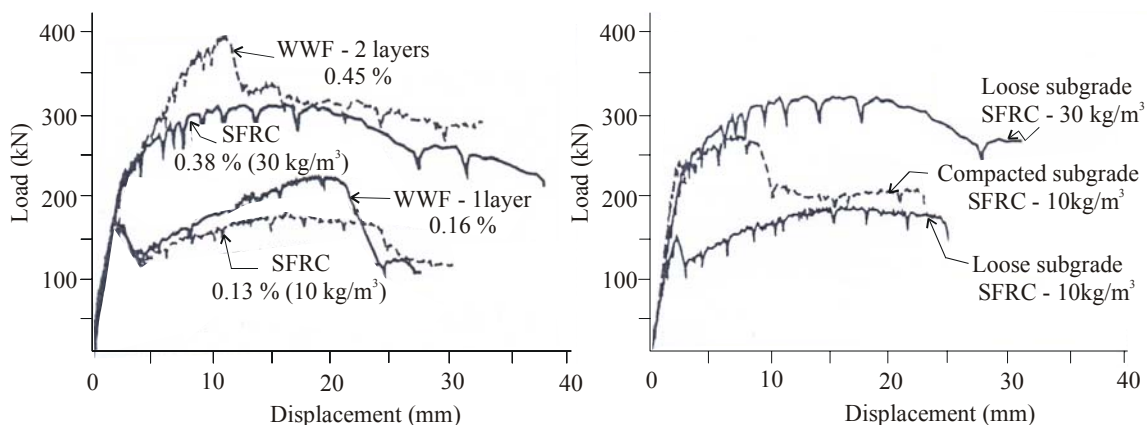 400
300
200
100
Load (kN)
WWF - 2 layers
0.45 %
SFRC
0.38 % (30 kg/m³)
WWF - 1layer
0.16 %
SFRC
0.13 % (10 kg/m³)
0
10
20
30
40
Displacement (mm)
400
300
200
100
Load (kN)
Loose subgrade
SFRC - 30 kg/m³
Compacted subgrade
SFRC - 10kg/m³
Loose subgrade
SFRC - 10kg/m³
0
10
20
30
40
Displacement (mm)